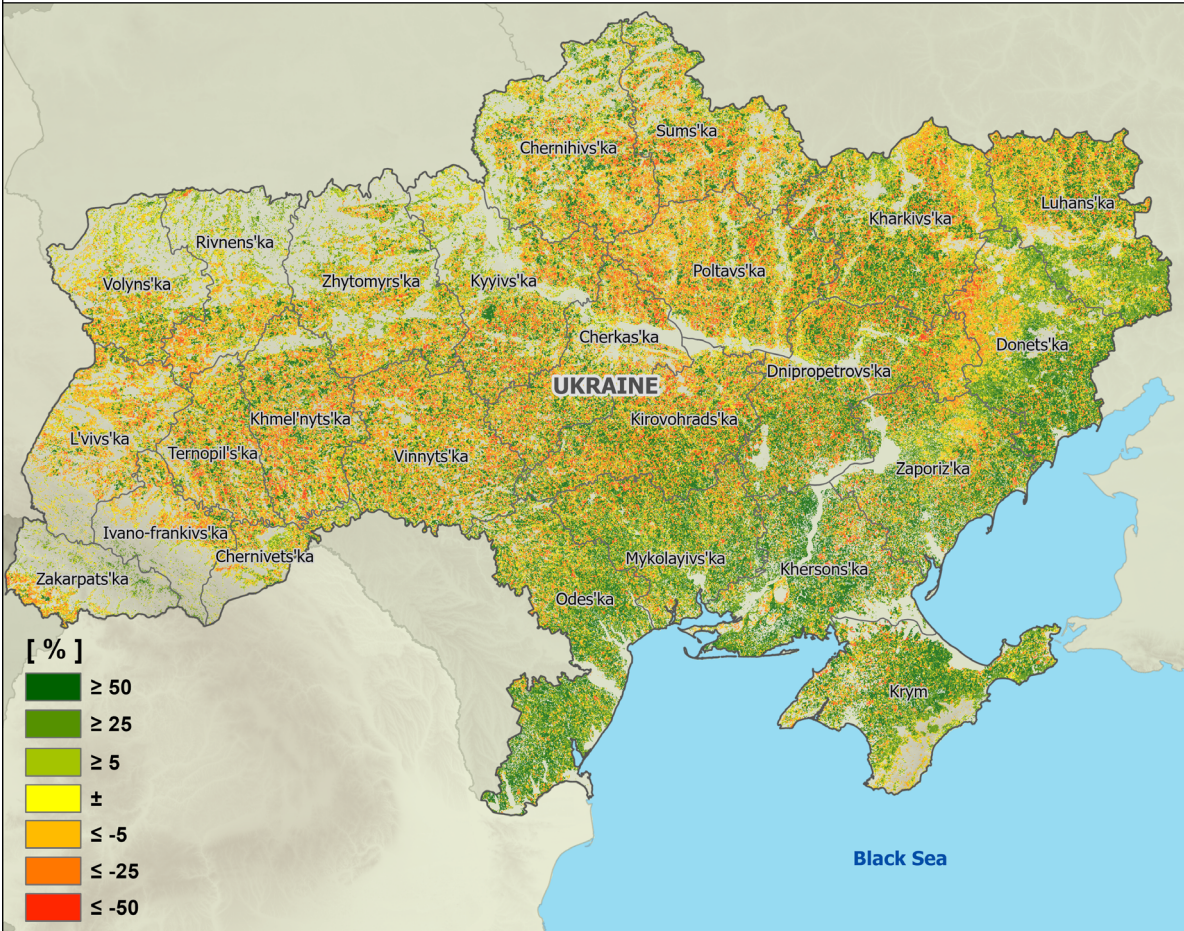 Sums'ka
Chernihivs'ka
Luhans'ka
Kharkivs'ka
Rivnens'ka
Poltavs'ka
Volyns'ka
Zhytomyrs'ka
Kyyivs'ka
Cherkas'ka
Donets'ka
Dnipropetrovs'ka
UKRAINE
Khmel'nyts'ka
Kirovohrads'ka
L'vivs'ka
Ternopil's'ka
Vinnyts'ka
Zaporiz'ka
Ivano-frankivs'ka
Chernivets'ka
Mykolayivs'ka
Khersons'ka
Zakarpats'ka
Odes'ka
Krym
[ % ]
≥ 50
≥ 25
≥ 5
±
≤ -5
≤ -25
≤ -50
Black Sea